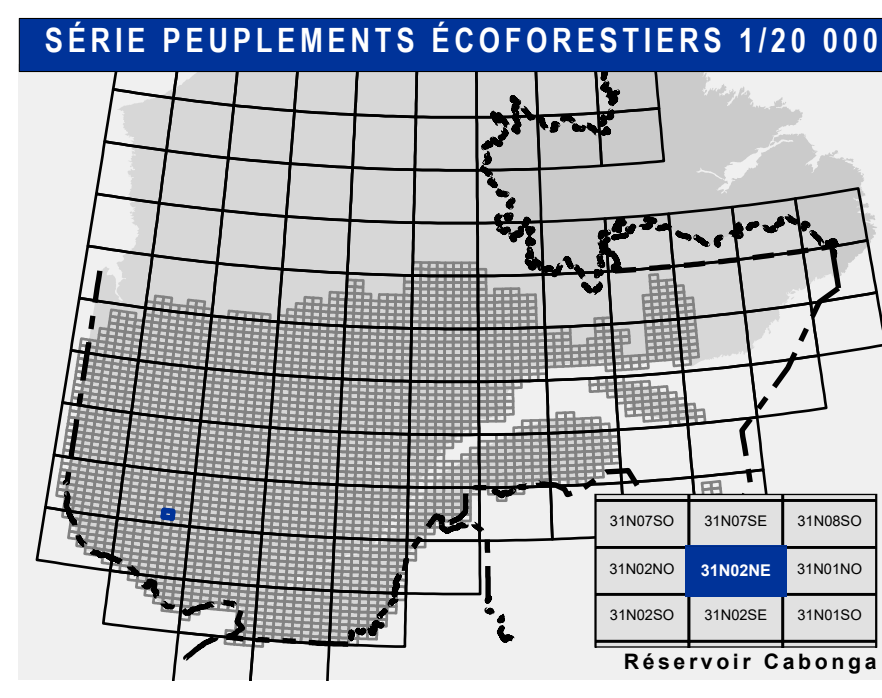 SÉRIE PEUPLEMENTS ÉCOFORESTIERS 1/20 000
31N07SO 31N07SE 31N08SO
31N02NO 31N02NE 31N01NO
31N02SO 31N02SE 31N01SO
Réservoir Cabonga